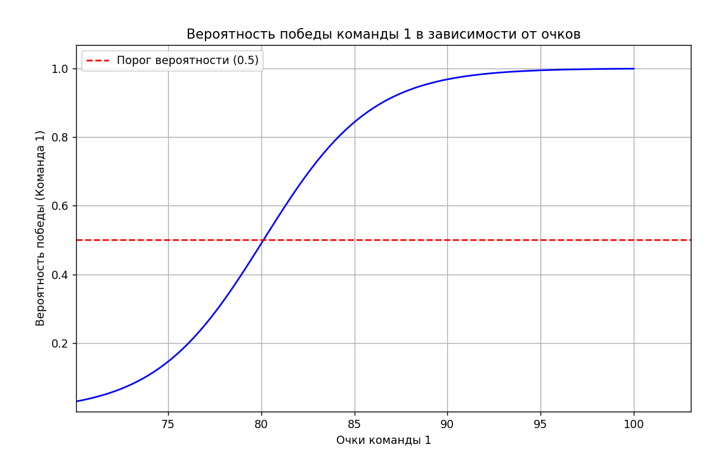 Вероятность победы команды 1 в зависимости от очков
Порог вероятности (0.5)
Вероятность победы (Команда 1)
1.0
0.8
0.6
0.4
0.2
75 80 85 90 95 100
Очки команды 1